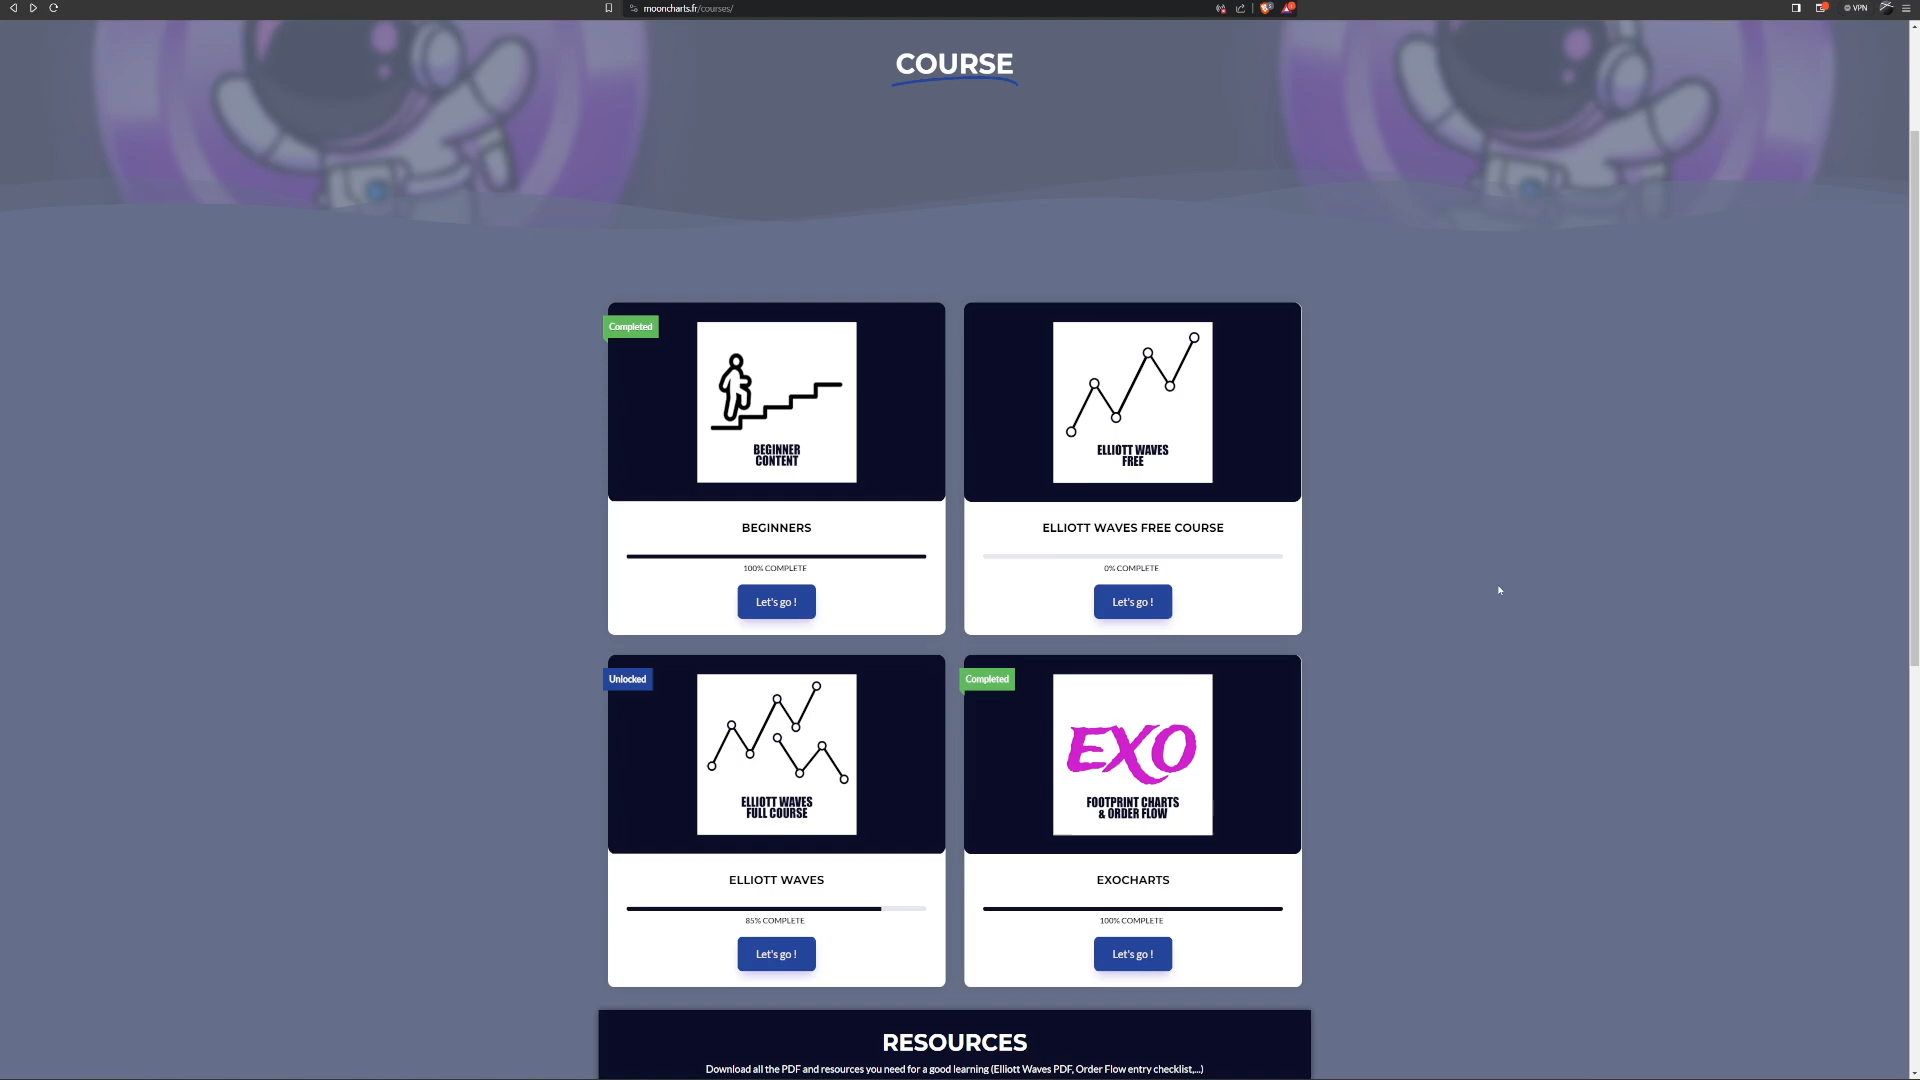 mooncharts.fr/courses/
VPN
COURSE
Completed
BEGINNER
CONTENT
BEGINNERS
100% COMPLETE
Let's go !
ELLIOTT WAVES
FREE
ELLIOTT WAVES FREE COURSE
0% COMPLETE
Let's go !
Unlocked
ELLIOTT WAVES
FULL COURSE
ELLIOTT WAVES
85% COMPLETE
Let's go !
Completed
EXO
FOOTPRINT CHARTS
& ORDER FLOW
EXOCHARTS
100% COMPLETE
Let's go !
RESOURCES
Download all the PDF and resources you need for a good learning (Elliott Waves PDF, Order Flow entry checklist,...)